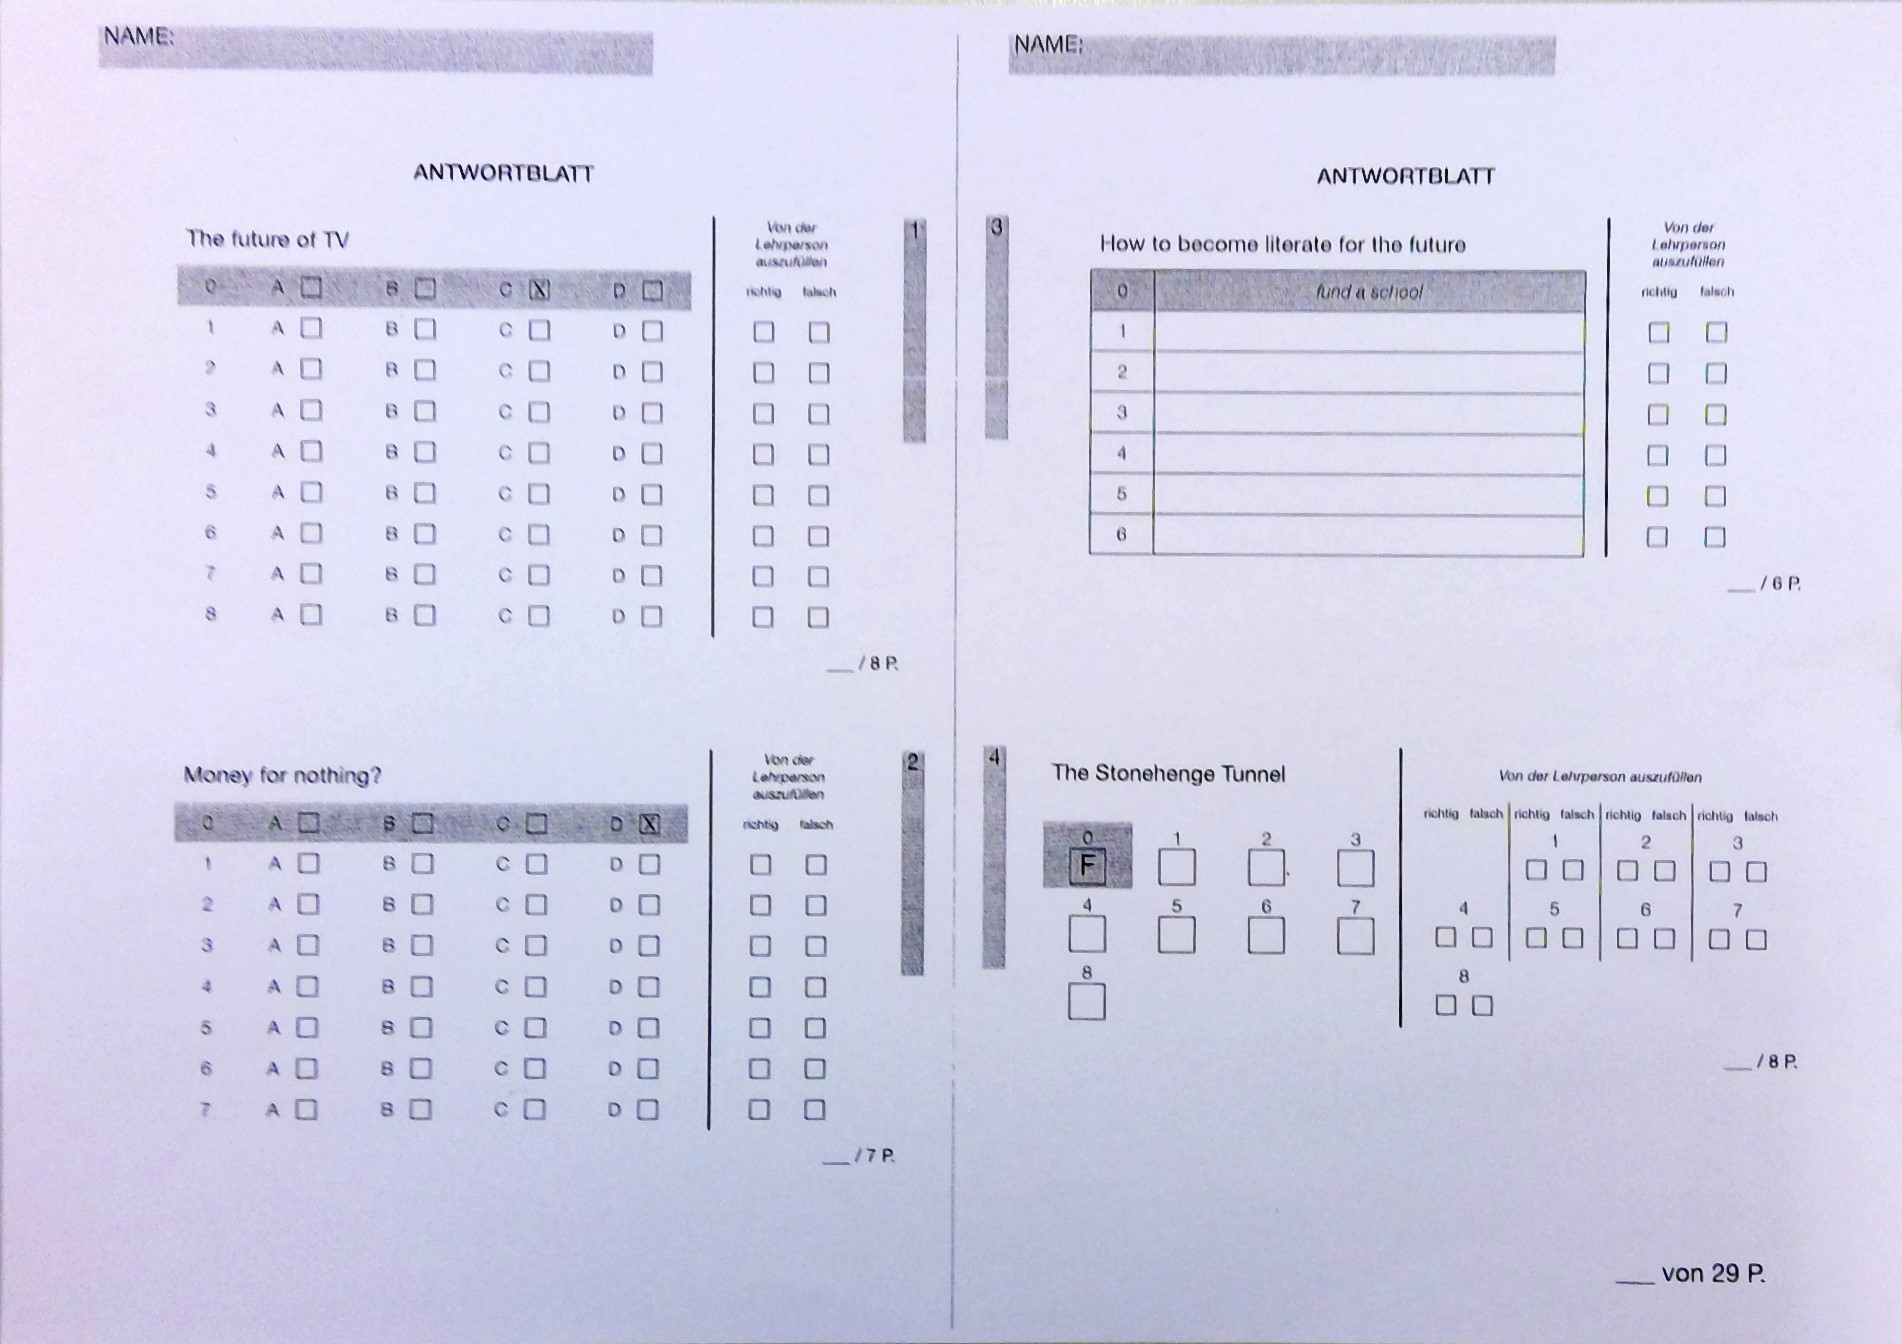 NAME:
ANTWORTBLATT
The future of TV
Von der
Lehrperson
auszufüllen
1
richtig falsch
0 A B C X D
1 A B C D
2 A B C D
3 A B C D
4 A B C D
5 A B C D
6 A B C D
7 A B C D
8 A B C D
__ / 8 P.
Money for nothing?
Von der
Lehrperson
auszufüllen
2
richtig falsch
0 A B C D X
1 A B C D
2 A B C D
3 A B C D
4 A B C D
5 A B C D
6 A B C D
7 A B C D
__ / 7 P.
NAME:
ANTWORTBLATT
3
How to become literate for the future
Von der
Lehrperson
auszufüllen
richtig falsch
0 fund a school
1
2
3
4
5
6
__ / 6 P.
4
The Stonehenge Tunnel
Von der Lehrperson auszufüllen
richtig falsch richtig falsch richtig falsch richtig falsch
0 1 2 3
F
4 5 6 7
8
1 2 3
4 5 6 7
8
__ / 8 P.
__ von 29 P.